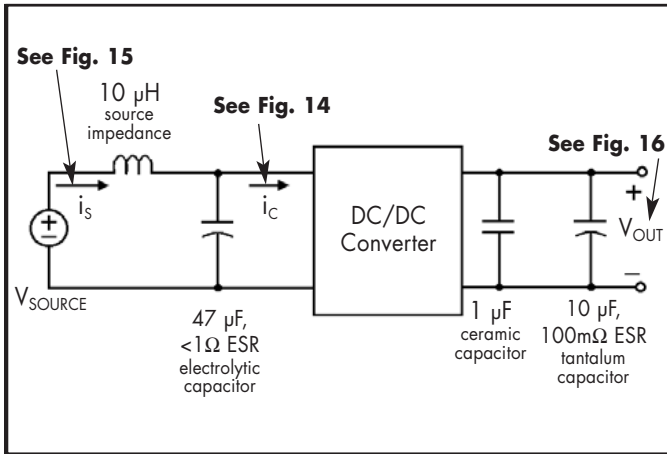 See Fig. 15
10 µH
source
impedance
See Fig. 14
See Fig. 16
iS
iC
DC/DC
Converter
+
−
VSOURCE
+
VOUT
−
47 µF,
<1Ω ESR
electrolytic
capacitor
1 µF
ceramic
capacitor
10 µF,
100mΩ ESR
tantalum
capacitor